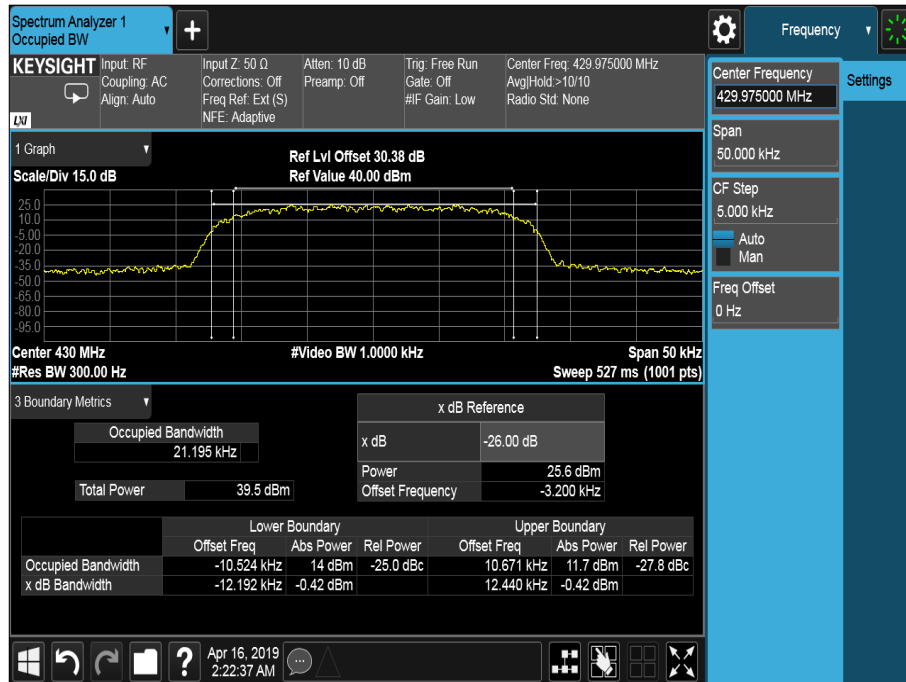 Spectrum Analyzer 1
Occupied BW
Frequency
KEYSIGHT
LXI
Input: RF
Coupling: AC
Align: Auto
Input Z: 50 Ω
Corrections: Off
Freq Ref: Ext (S)
NFE: Adaptive
Atten: 10 dB
Preamp: Off
Trig: Free Run
Gate: Off
#IF Gain: Low
Center Freq: 429.975000 MHz
Avg|Hold:>10/10
Radio Std: None
1 Graph
Scale/Div 15.0 dB
Ref Lvl Offset 30.38 dB
Ref Value 40.00 dBm
25.0
10.0
-5.00
-20.0
-35.0
-50.0
-65.0
-80.0
-95.0
Center 430 MHz
#Video BW 1.0000 kHz
Span 50 kHz
#Res BW 300.00 Hz
Sweep 527 ms (1001 pts)
3 Boundary Metrics
Occupied Bandwidth
21.195 kHz
Total Power 39.5 dBm
x dB Reference
x dB -26.00 dB
Power 25.6 dBm
Offset Frequency -3.200 kHz
Lower Boundary Upper Boundary
Offset Freq Abs Power Rel Power Offset Freq Abs Power Rel Power
Occupied Bandwidth -10.524 kHz 14 dBm -25.0 dBc 10.671 kHz 11.7 dBm -27.8 dBc
x dB Bandwidth -12.192 kHz -0.42 dBm 12.440 kHz -0.42 dBm
Apr 16, 2019
2:22:37 AM
Center Frequency
429.975000 MHz
Settings
Span
50.000 kHz
CF Step
5.000 kHz
Auto
Man
Freq Offset
0 Hz